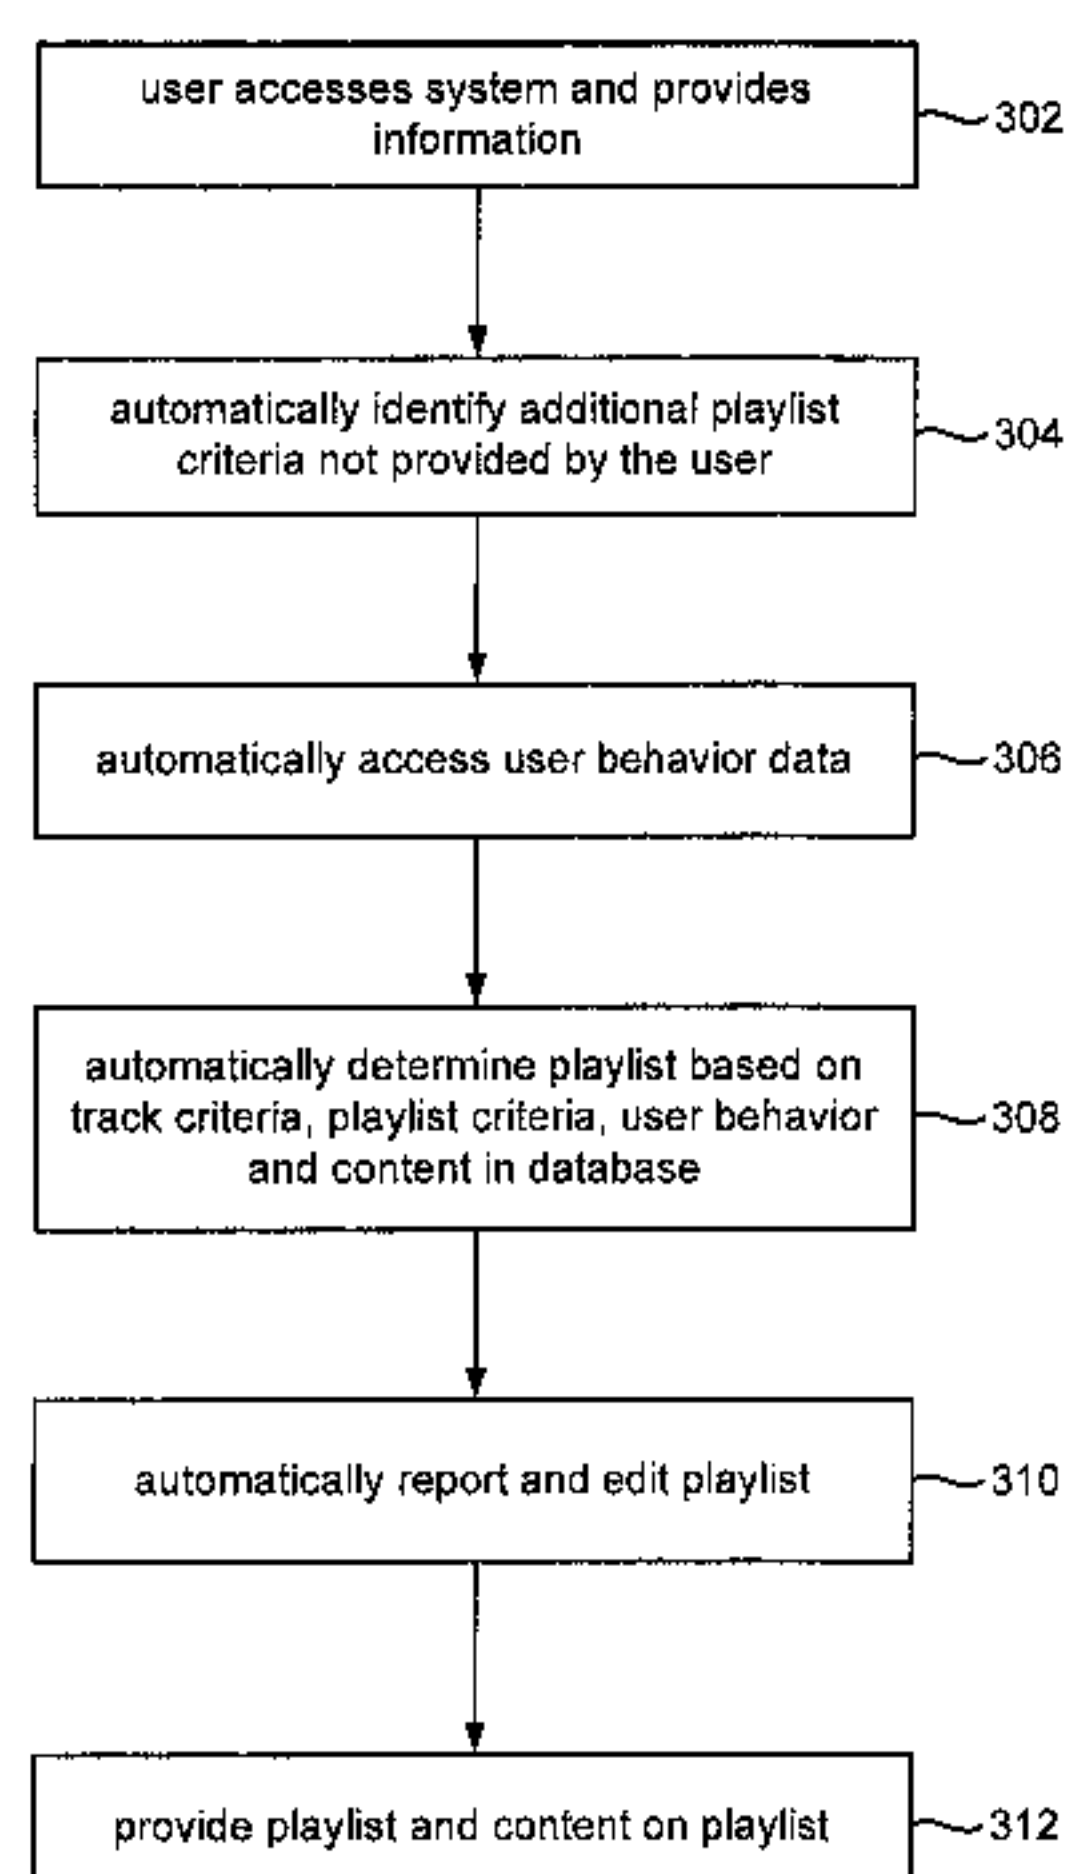 user accesses system and provides
information
302
automatically identify additional playlist
criteria not provided by the user
304
automatically access user behavior data
306
automatically determine playlist based on
track criteria, playlist criteria, user behavior
and content in database
308
automatically report and edit playlist
310
provide playlist and content on playlist
312